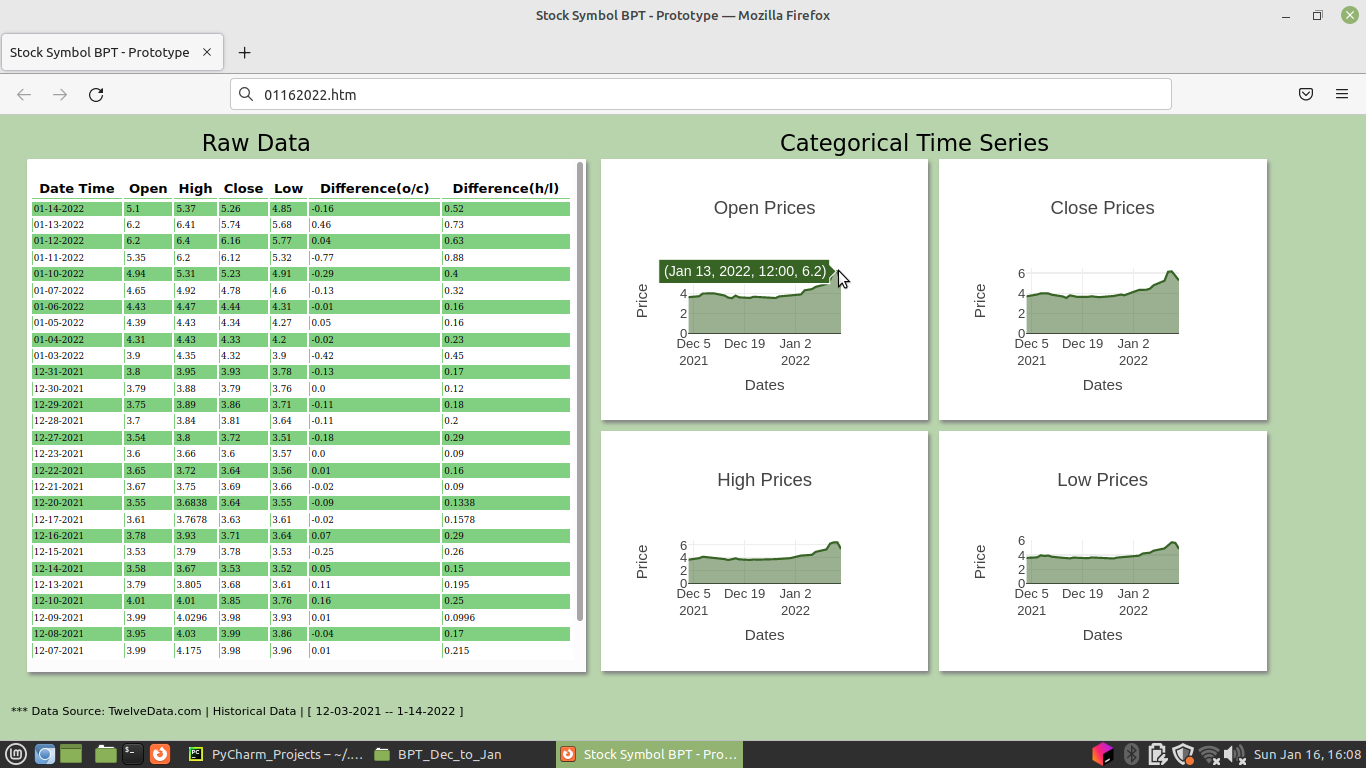 Stock Symbol BPT - Prototype — Mozilla Firefox
Stock Symbol BPT - Prototype
01162022.htm
Raw Data
Date Time Open High Close Low Difference(o/c) Difference(h/l)
01-14-2022 5.1 5.37 5.26 4.85 -0.16 0.52
01-13-2022 6.2 6.41 5.74 5.68 0.46 0.73
01-12-2022 6.2 6.4 6.16 5.77 0.04 0.63
01-11-2022 5.35 6.2 6.12 5.32 -0.77 0.88
01-10-2022 4.94 5.31 5.23 4.91 -0.29 0.4
01-07-2022 4.65 4.92 4.78 4.6 -0.13 0.32
01-06-2022 4.43 4.47 4.44 4.31 -0.01 0.16
01-05-2022 4.39 4.43 4.34 4.27 0.05 0.16
01-04-2022 4.31 4.43 4.33 4.2 -0.02 0.23
01-03-2022 3.9 4.35 4.32 3.9 -0.42 0.45
12-31-2021 3.8 3.95 3.93 3.78 -0.13 0.17
12-30-2021 3.79 3.88 3.79 3.76 0.0 0.12
12-29-2021 3.75 3.89 3.86 3.71 -0.11 0.18
12-28-2021 3.7 3.84 3.81 3.64 -0.11 0.2
12-27-2021 3.54 3.8 3.72 3.51 -0.18 0.29
12-23-2021 3.6 3.66 3.6 3.57 0.0 0.09
12-22-2021 3.65 3.72 3.64 3.56 0.01 0.16
12-21-2021 3.67 3.75 3.69 3.66 -0.02 0.09
12-20-2021 3.55 3.6838 3.64 3.55 -0.09 0.1338
12-17-2021 3.61 3.7678 3.63 3.61 -0.02 0.1578
12-16-2021 3.78 3.93 3.71 3.64 0.07 0.29
12-15-2021 3.53 3.79 3.78 3.53 -0.25 0.26
12-14-2021 3.58 3.67 3.53 3.52 0.05 0.15
12-13-2021 3.79 3.805 3.68 3.61 0.11 0.195
12-10-2021 4.01 4.01 3.85 3.76 0.16 0.25
12-09-2021 3.99 4.0296 3.98 3.93 0.01 0.0996
12-08-2021 3.95 4.03 3.99 3.86 -0.04 0.17
12-07-2021 3.99 4.175 3.98 3.96 0.01 0.215
Categorical Time Series
Open Prices
(Jan 13, 2022, 12:00, 6.2)
Price
4
2
0
Dec 5 Dec 19 Jan 2
2021 2022
Dates
Close Prices
Price
6
4
2
0
Dec 5 Dec 19 Jan 2
2021 2022
Dates
High Prices
Price
6
4
2
0
Dec 5 Dec 19 Jan 2
2021 2022
Dates
Low Prices
Price
6
4
2
0
Dec 5 Dec 19 Jan 2
2021 2022
Dates
*** Data Source: TwelveData.com | Historical Data | [ 12-03-2021 -- 1-14-2022 ]
PyCharm_Projects – ~/.... BPT_Dec_to_Jan Stock Symbol BPT - Pro... Sun Jan 16, 16:08